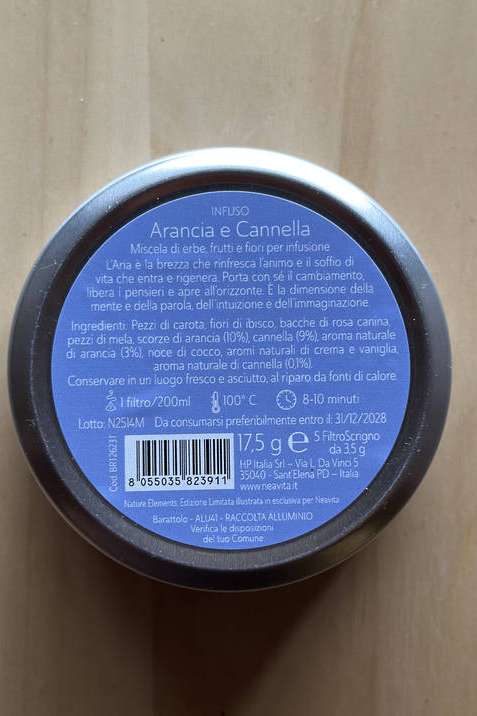 INFUSO
Arancia e Cannella
Miscela di erbe, frutti e fiori per infusione
L'Aria è la brezza che rinfresca l'animo e il soffio di
vita che entra e rigenera. Porta con sé il cambiamento,
libera i pensieri e apre all'orizzonte. È la dimensione della
mente e della parola, dell'intuizione e dell'immaginazione.
Ingredienti: Pezzi di carota, fiori di ibisco, bacche di rosa canina,
pezzi di mela, scorze di arancia (10%), cannella (9%), aroma naturale
di arancia (3%), noce di cocco, aromi naturali di crema e vaniglia,
aroma naturale di cannella (0,1%).
Conservare in un luogo fresco e asciutto, al riparo da fonti di calore.
1 filtro/200ml 100° C 8-10 minuti
Lotto: N2514M Da consumarsi preferibilmente entro il: 31/12/2028
Cod. BR126231
8 055035 823911
17,5 g e 5 FiltroScrigno
da 3,5 g
HP Italia Srl – Via L. Da Vinci 5
35040 - Sant'Elena PD – Italia
www.neavita.it
Nature Elements: Edizione Limitata illustrata in esclusiva per Neavita
Barattolo - ALU41 - RACCOLTA ALLUMINIO
Verifica le disposizioni
del tuo Comune